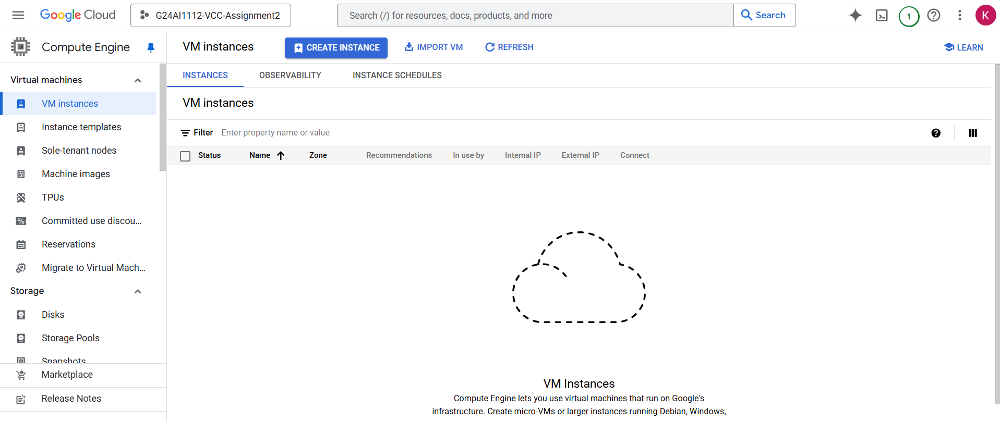 Google Cloud
G24AI1112-VCC-Assignment2
Search (/) for resources, docs, products, and more
Search
1
K
Compute Engine
VM instances
CREATE INSTANCE
IMPORT VM
REFRESH
LEARN
Virtual machines
VM instances
Instance templates
Sole-tenant nodes
Machine images
TPUs
Committed use discou...
Reservations
Migrate to Virtual Mach...
Storage
Disks
Storage Pools
Snapshots
Marketplace
Release Notes
INSTANCES
OBSERVABILITY
INSTANCE SCHEDULES
VM instances
Filter Enter property name or value
Status Name Zone Recommendations In use by Internal IP External IP Connect
VM Instances
Compute Engine lets you use virtual machines that run on Google's
infrastructure. Create micro-VMs or larger instances running Debian, Windows,